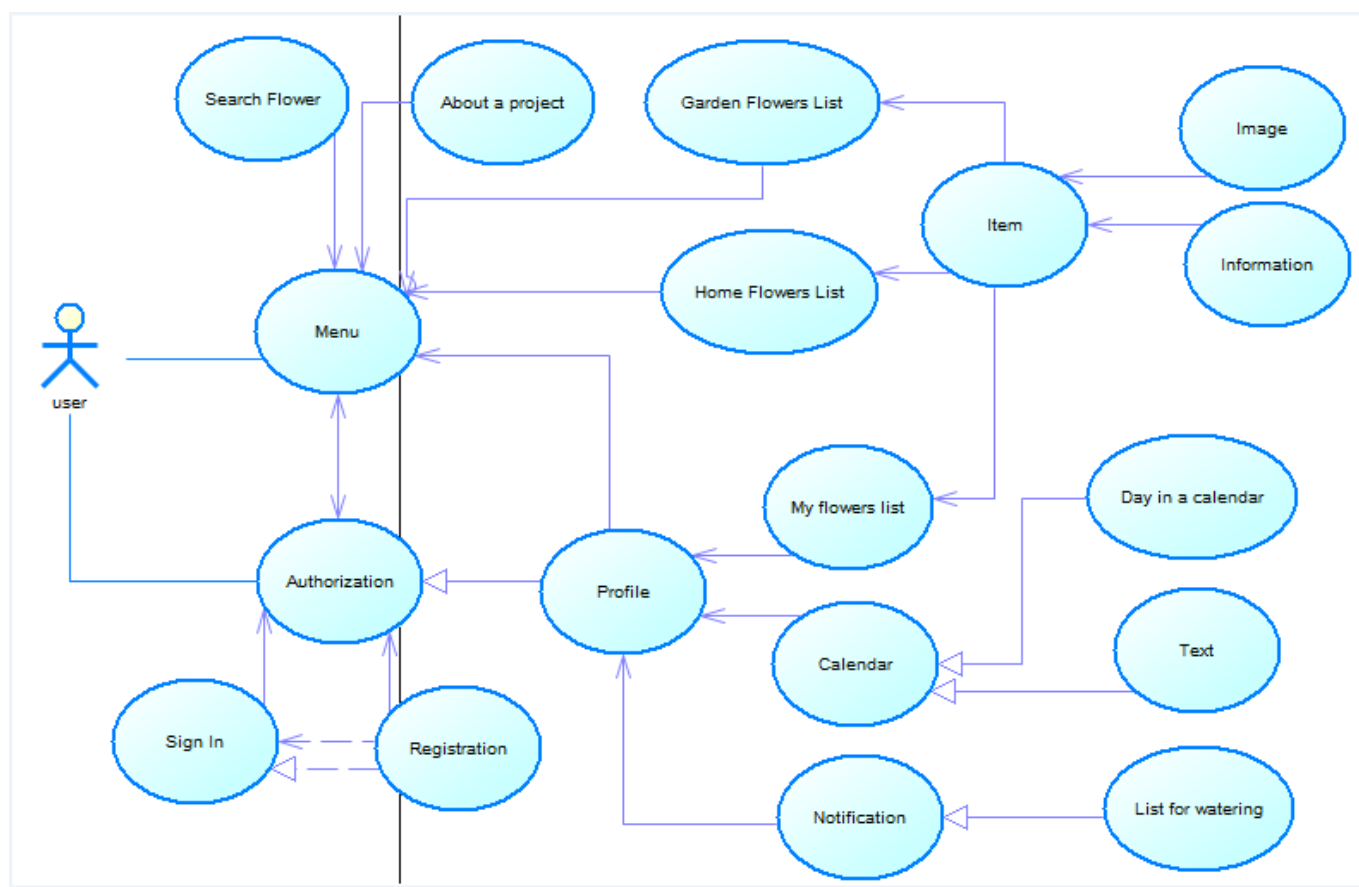 Search Flower
About a project
Garden Flowers List
Image
Item
Information
Home Flowers List
Menu
user
My flowers list
Day in a calendar
Authorization
Profile
Text
Calendar
Sign In
Registration
Notification
List for watering